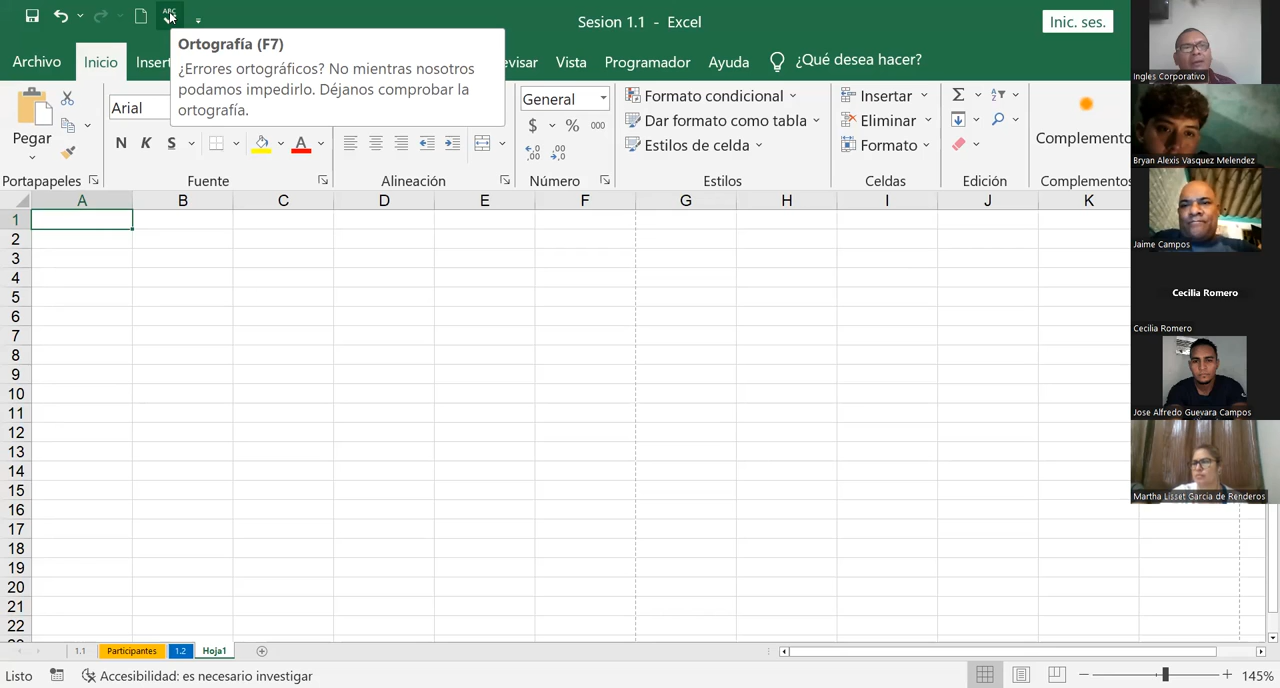 ABC
Sesion 1.1 - Excel
Inic. ses.
Ortografía (F7)
¿Errores ortográficos? No mientras nosotros
podamos impedirlo. Déjanos comprobar la
ortografía.
Archivo
Inicio
Insert
evisar
Vista
Programador
Ayuda
¿Qué desea hacer?
Pegar
Portapapeles
Arial
N K S
A
Fuente
Alineación
General
$ % 000
Número
Formato condicional
Dar formato como tabla
Estilos de celda
Estilos
Insertar
Eliminar
Formato
Celdas
Edición
Complemento
Complementos
A B C D E F G H I J K
1
2
3
4
5
6
7
8
9
10
11
12
13
14
15
16
17
18
19
20
21
22
1.1
Participantes
1.2
Hoja1
Listo
Accesibilidad: es necesario investigar
145%
Ingles Corporativo
Bryan Alexis Vasquez Melendez
Jaime Campos
Cecilia Romero
Cecilia Romero
Jose Alfredo Guevara Campos
Martha Lisset Garcia de Renderos